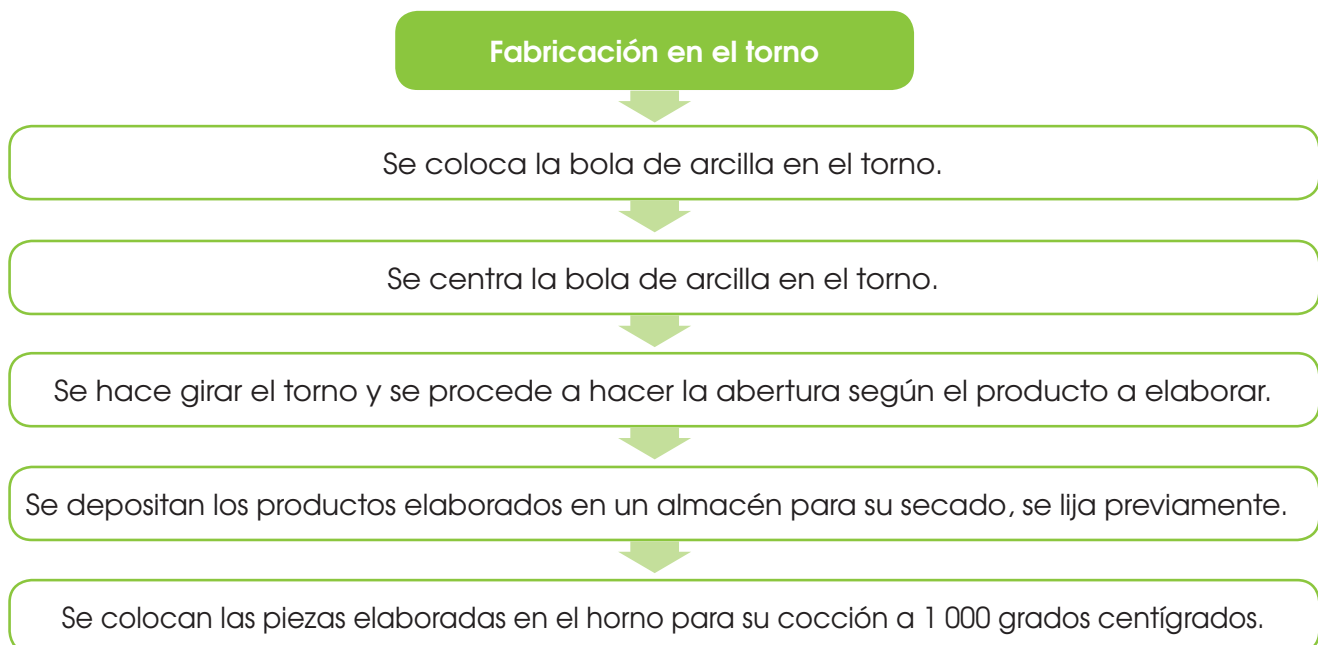 Fabricación en el torno
Se coloca la bola de arcilla en el torno.
Se centra la bola de arcilla en el torno.
Se hace girar el torno y se procede a hacer la abertura según el producto a elaborar.
Se depositan los productos elaborados en un almacén para su secado, se lija previamente.
Se colocan las piezas elaboradas en el horno para su cocción a 1 000 grados centígrados.